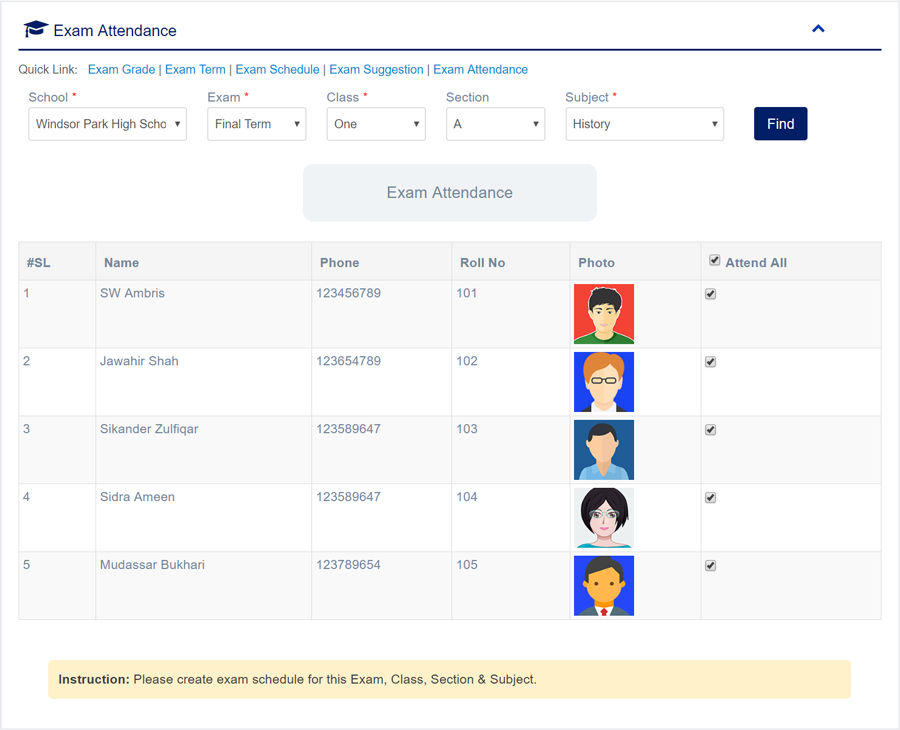 Exam Attendance
Quick Link: Exam Grade | Exam Term | Exam Schedule | Exam Suggestion | Exam Attendance
School * Exam * Class * Section Subject *
Windsor Park High Scho Final Term One A History Find
Exam Attendance
#SL Name Phone Roll No Photo Attend All
1 SW Ambris 123456789 101
2 Jawahir Shah 123654789 102
3 Sikander Zulfiqar 123589647 103
4 Sidra Ameen 123589647 104
5 Mudassar Bukhari 123789654 105
Instruction: Please create exam schedule for this Exam, Class, Section & Subject.